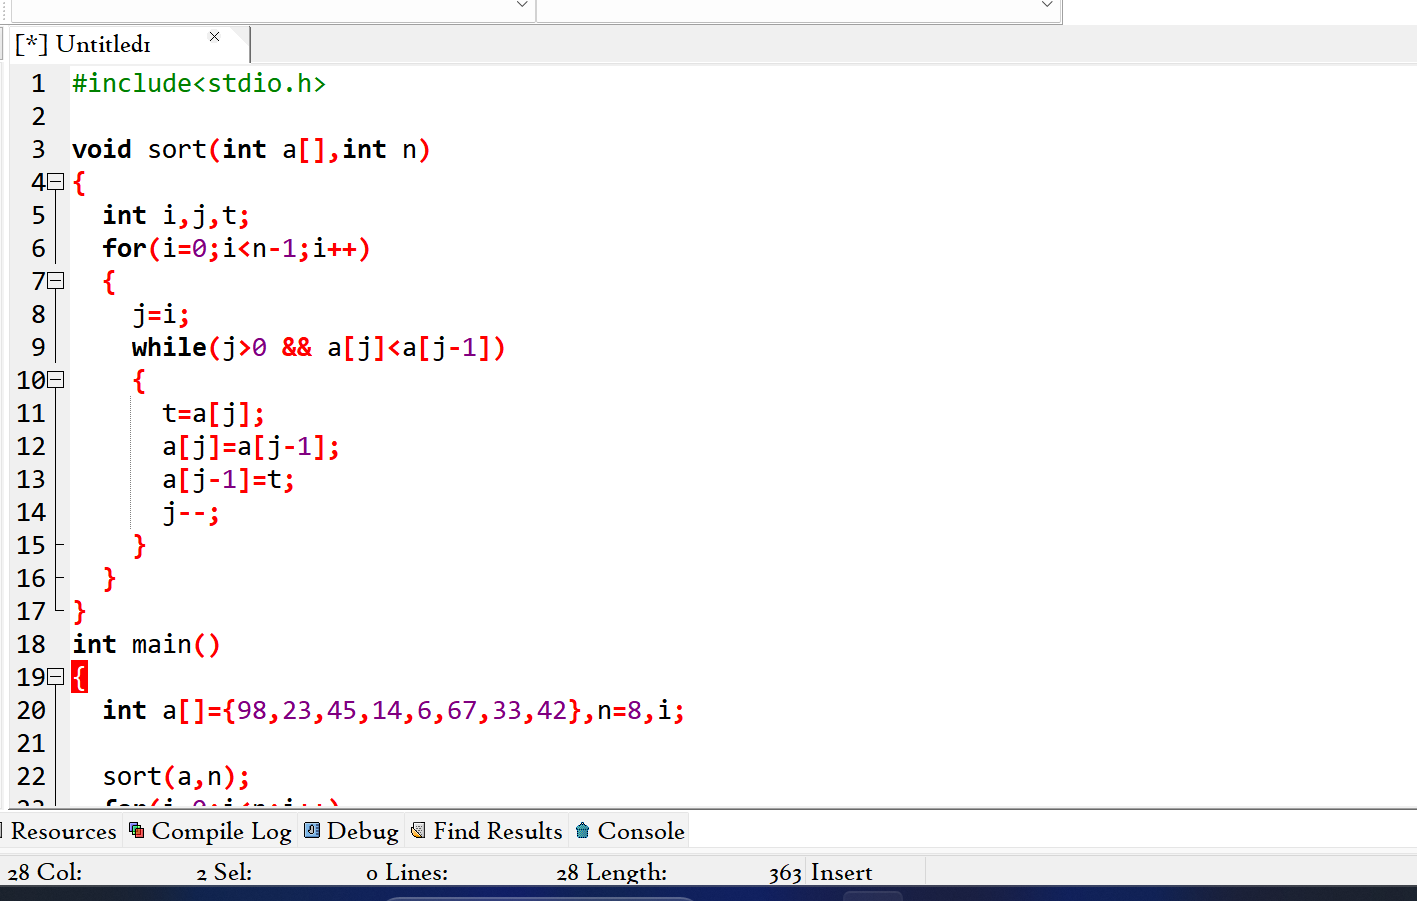 [*] Untitled1
1 #include<stdio.h>
2
3 void sort(int a[],int n)
4 {
5 int i,j,t;
6 for(i=0;i<n-1;i++)
7 {
8 j=i;
9 while(j>0 && a[j]<a[j-1])
10 {
11 t=a[j];
12 a[j]=a[j-1];
13 a[j-1]=t;
14 j--;
15 }
16 }
17 }
18 int main()
19 {
20 int a[]={98,23,45,14,6,67,33,42},n=8,i;
21
22 sort(a,n);
23 for(i=0;i<n;i++)
Resources Compile Log Debug Find Results Console
28 Col: 2 Sel: 0 Lines: 28 Length: 363 Insert